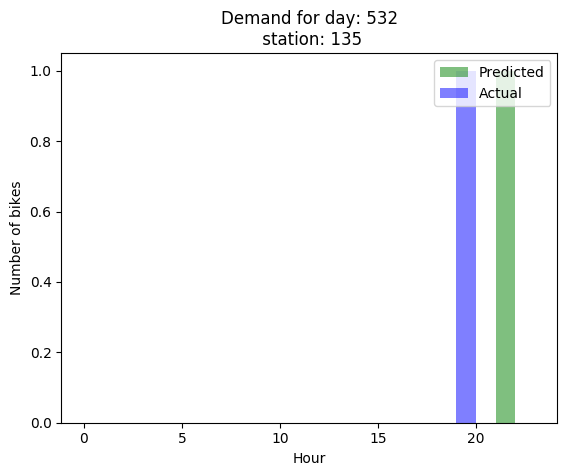 Demand for day: 532
station: 135
Predicted
Actual
Number of bikes
1.0
0.8
0.6
0.4
0.2
0.0
0 5 10 15 20
Hour